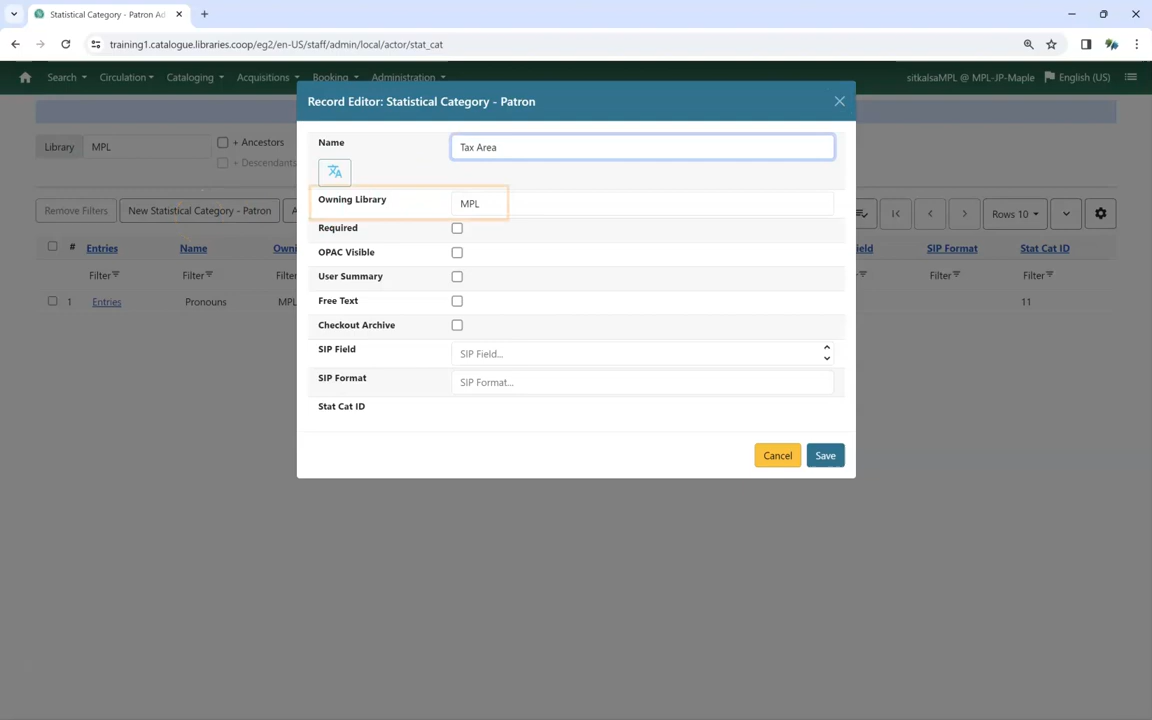 Statistical Category - Patron Ad
training1.catalogue.libraries.coop/eg2/en-US/staff/admin/local/actor/stat_cat
Search Circulation Cataloging Acquisitions Booking Administration sitkalsaMPL @ MPL-JP-Maple English (US)
Record Editor: Statistical Category - Patron
Library MPL + Ancestors
+ Descendants
Name Tax Area
Owning Library MPL
Remove Filters New Statistical Category - Patron A Rows 10
Required
# Entries Name Owni eld SIP Format Stat Cat ID
OPAC Visible
Filter Filter Filter Filter Filter
User Summary
1 Entries Pronouns MPL 11
Free Text
Checkout Archive
SIP Field SIP Field...
SIP Format SIP Format...
Stat Cat ID
Cancel Save